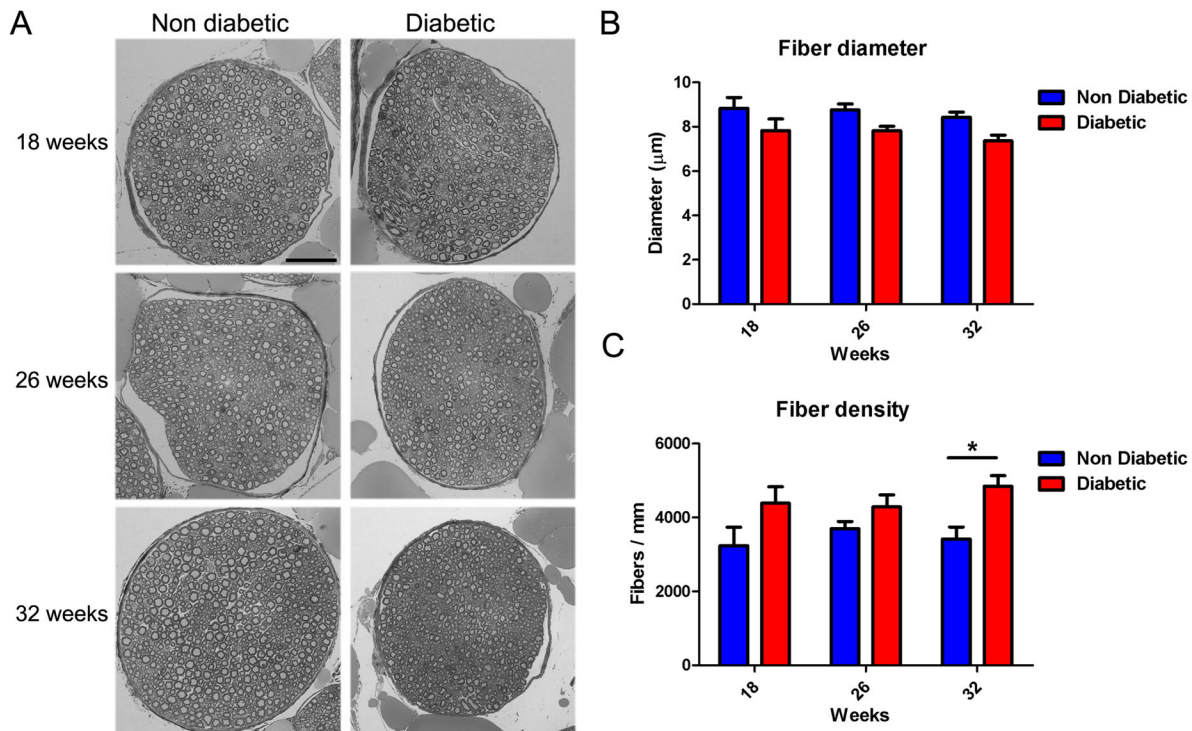 A
Non diabetic
Diabetic
18 weeks
26 weeks
32 weeks
B
Fiber diameter
10
8
6
4
2
0
Diameter (μm)
18
26
32
Weeks
Non Diabetic
Diabetic
C
Fiber density
6000
4000
2000
0
Fibers / mm
*
18
26
32
Weeks
Non Diabetic
Diabetic